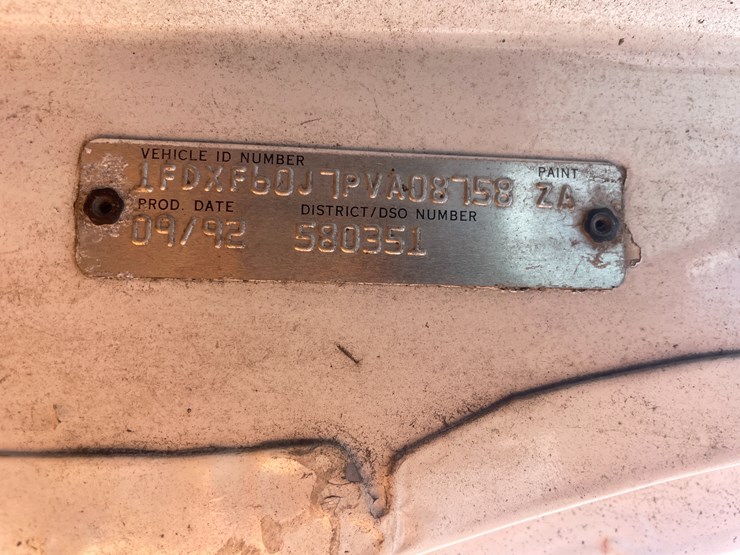 VEHICLE ID NUMBER PAINT
1FDXF60J7PVA08758 ZA
PROD. DATE DISTRICT/DSO NUMBER
09/92 580351